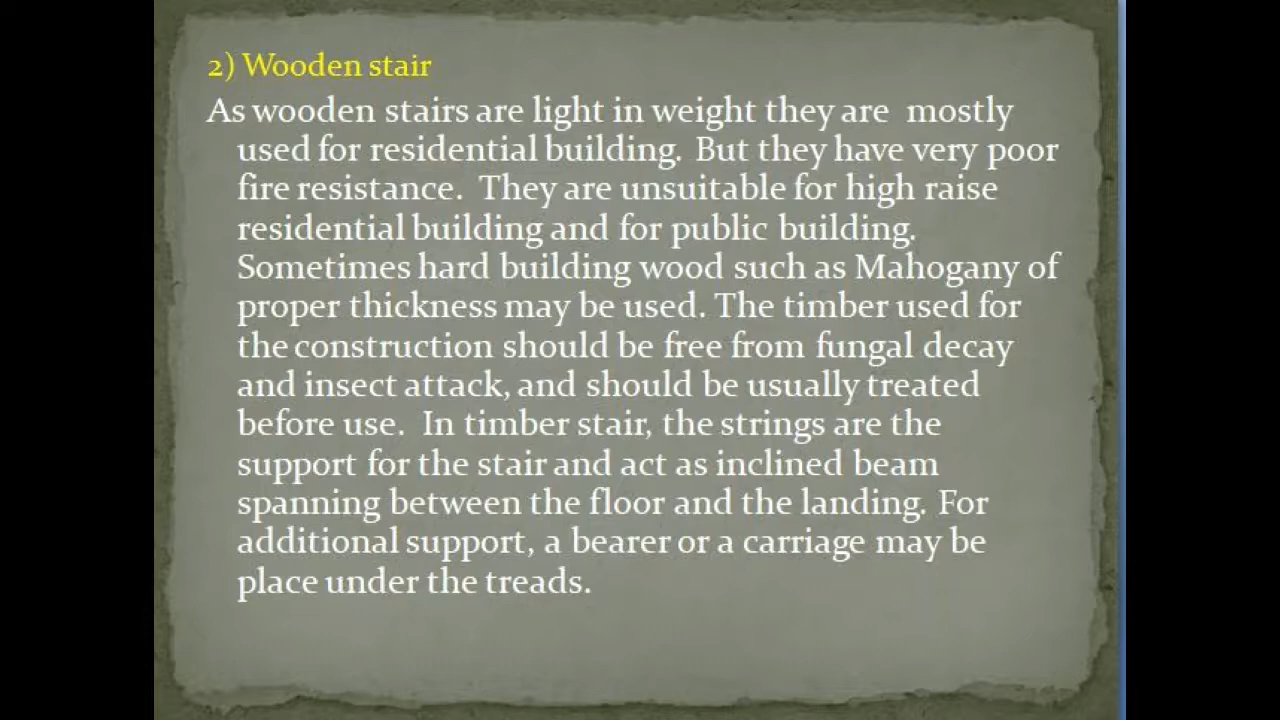 2) Wooden stair
As wooden stairs are light in weight they are mostly
used for residential building. But they have very poor
fire resistance. They are unsuitable for high raise
residential building and for public building.
Sometimes hard building wood such as Mahogany of
proper thickness may be used. The timber used for
the construction should be free from fungal decay
and insect attack, and should be usually treated
before use. In timber stair, the strings are the
support for the stair and act as inclined beam
spanning between the floor and the landing. For
additional support, a bearer or a carriage may be
place under the treads.